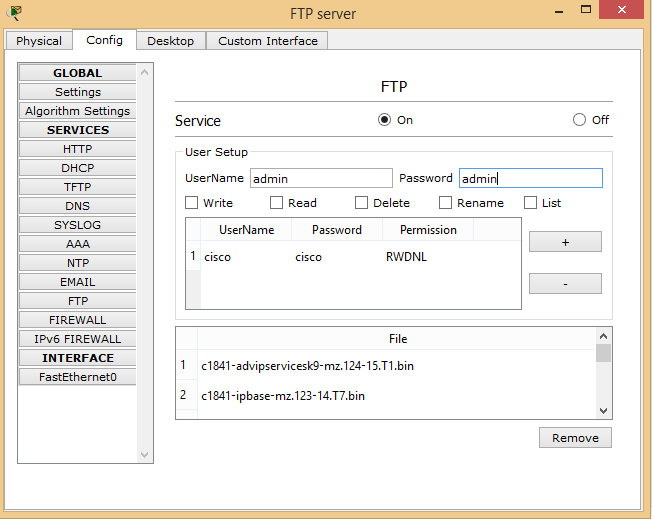 FTP server
Physical Config Desktop Custom Interface
GLOBAL
Settings
Algorithm Settings
SERVICES
HTTP
DHCP
TFTP
DNS
SYSLOG
AAA
NTP
EMAIL
FTP
FIREWALL
IPv6 FIREWALL
INTERFACE
FastEthernet0
FTP
Service On Off
User Setup
UserName admin Password admin
Write Read Delete Rename List
UserName Password Permission
1 cisco cisco RWDNL
+
-
File
1 c1841-advipservicesk9-mz.124-15.T1.bin
2 c1841-ipbase-mz.123-14.T7.bin
Remove